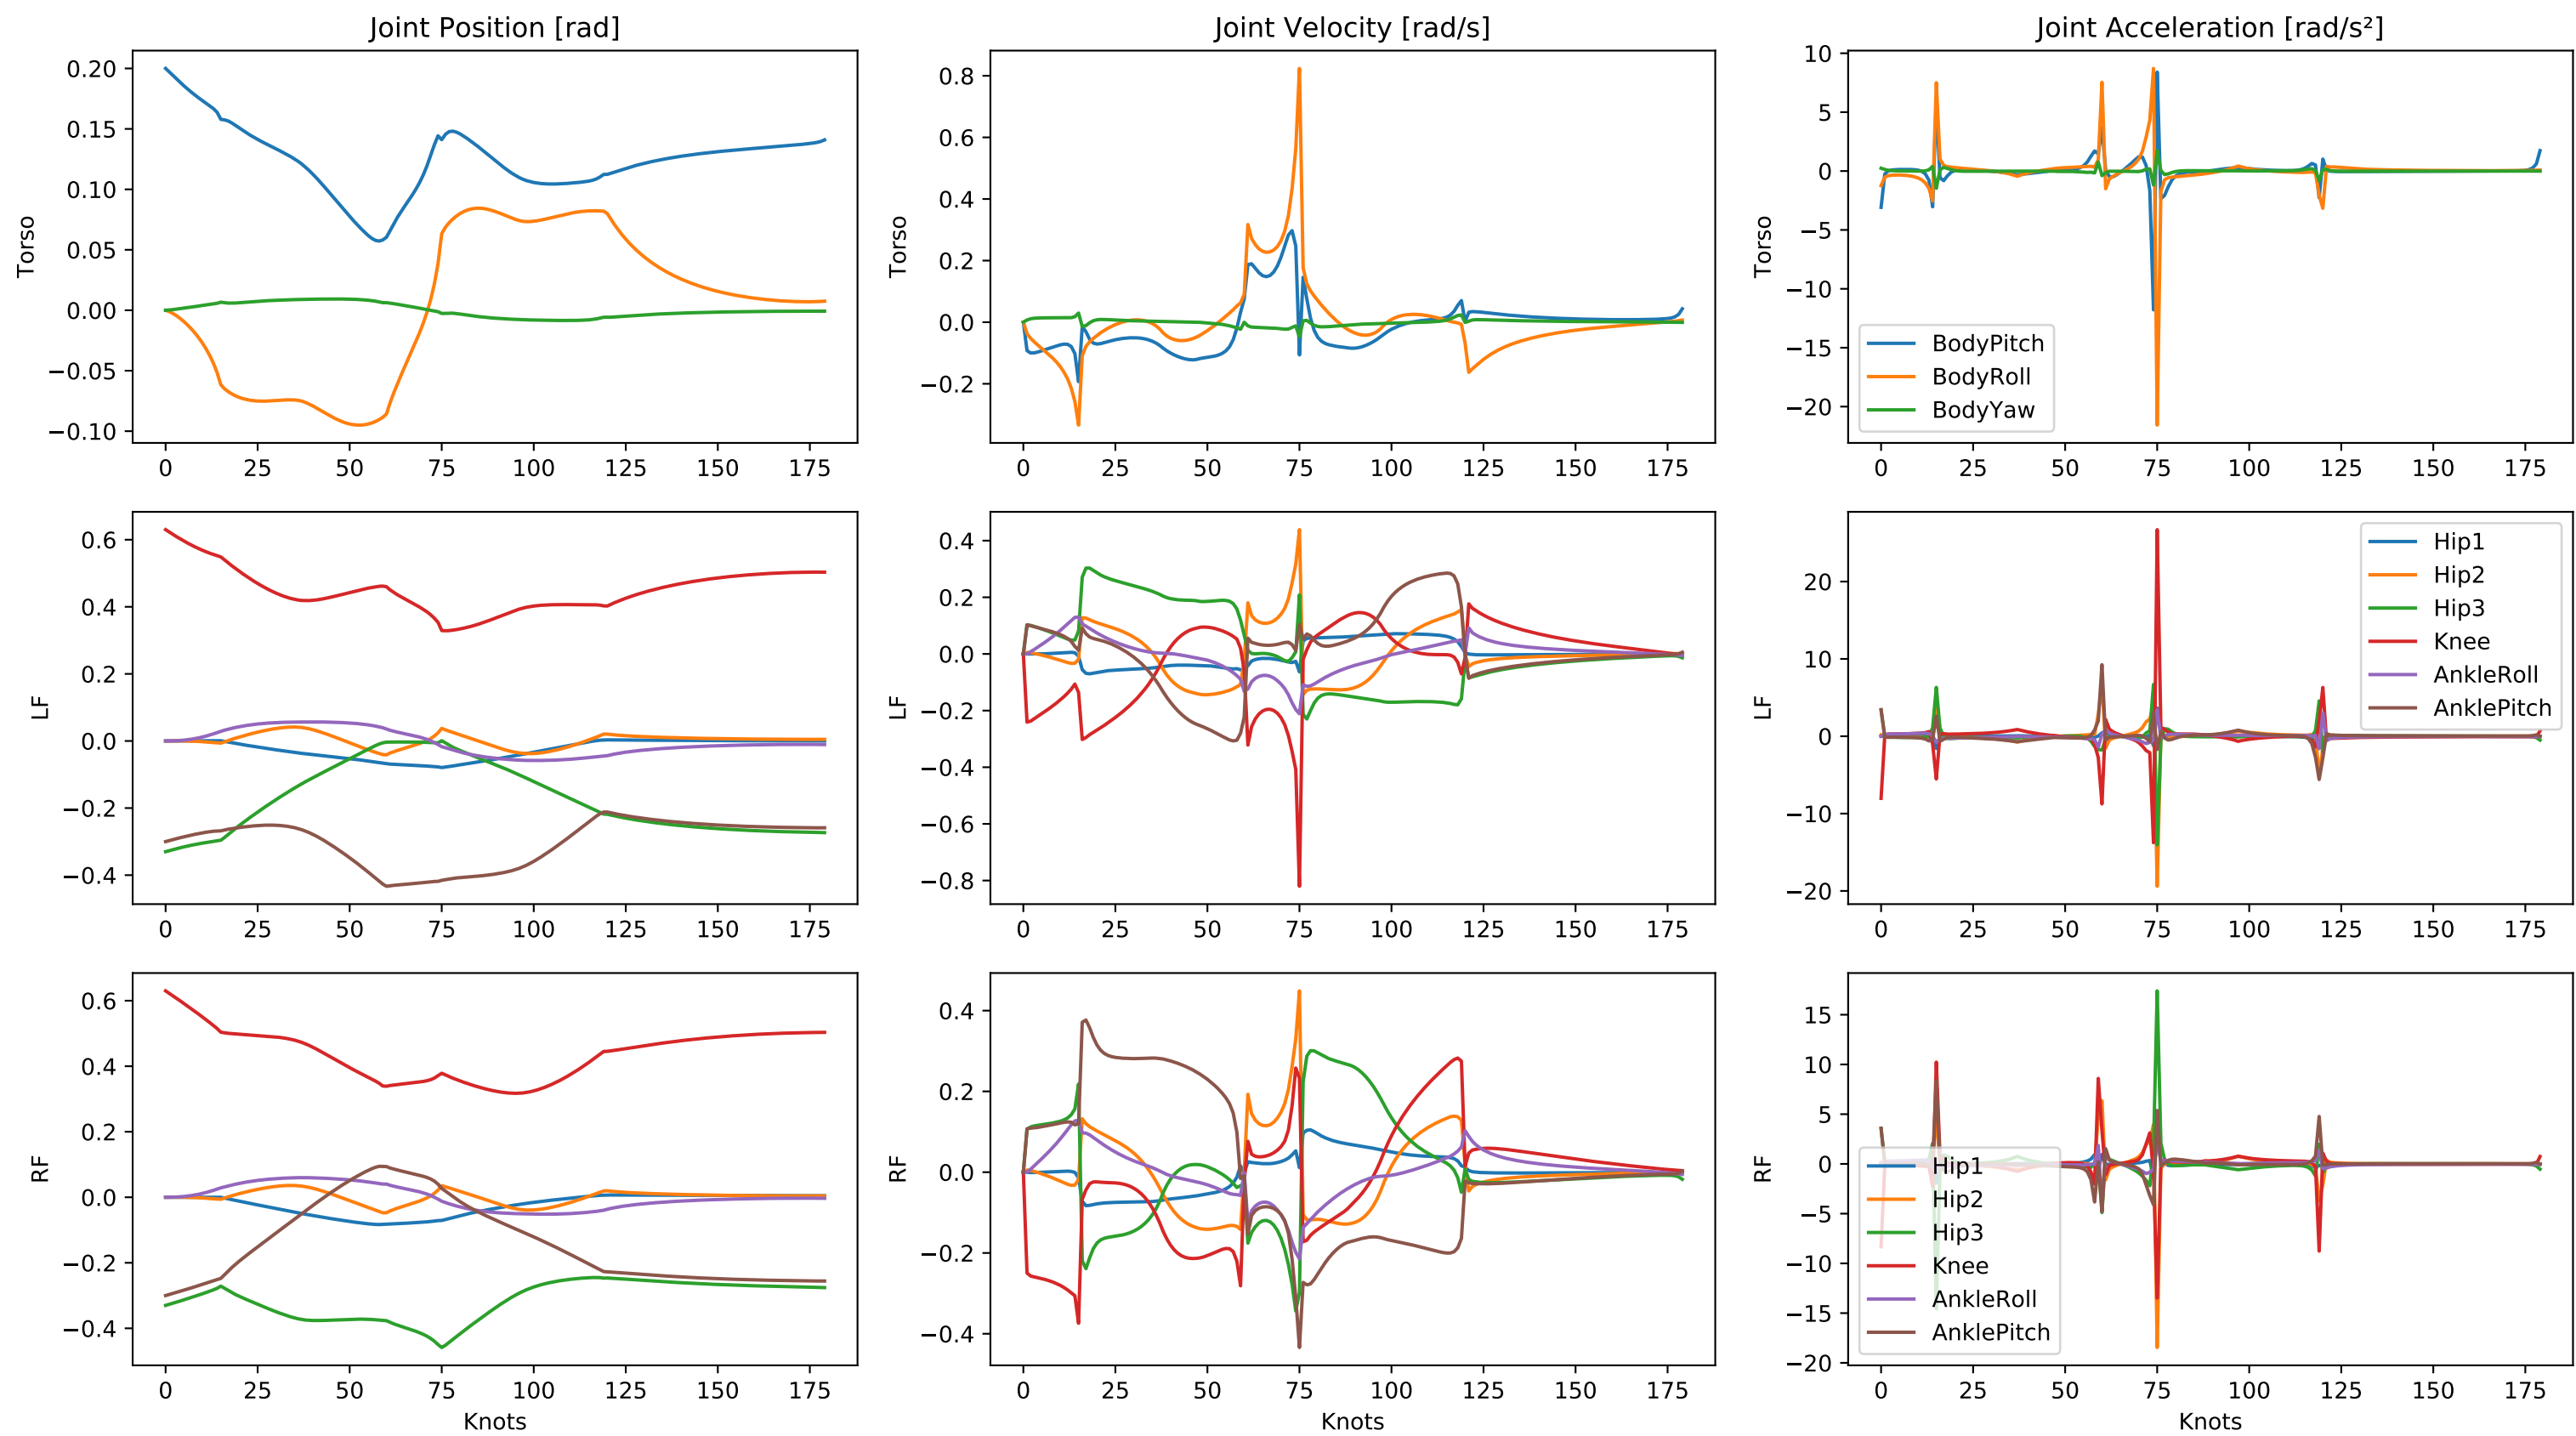 Joint Position [rad]
Joint Velocity [rad/s]
Joint Acceleration [rad/s²]
Torso
0.20
0.15
0.10
0.05
0.00
−0.05
−0.10
0 25 50 75 100 125 150 175
Torso
0.8
0.6
0.4
0.2
0.0
−0.2
0 25 50 75 100 125 150 175
Torso
10
5
0
−5
−10
−15
−20
BodyPitch
BodyRoll
BodyYaw
0 25 50 75 100 125 150 175
LF
0.6
0.4
0.2
0.0
−0.2
−0.4
0 25 50 75 100 125 150 175
LF
0.4
0.2
0.0
−0.2
−0.4
−0.6
−0.8
0 25 50 75 100 125 150 175
LF
20
10
0
−10
−20
Hip1
Hip2
Hip3
Knee
AnkleRoll
AnklePitch
0 25 50 75 100 125 150 175
RF
0.6
0.4
0.2
0.0
−0.2
−0.4
0 25 50 75 100 125 150 175
Knots
RF
0.4
0.2
0.0
−0.2
−0.4
0 25 50 75 100 125 150 175
Knots
RF
15
10
5
0
−5
−10
−15
−20
Hip1
Hip2
Hip3
Knee
AnkleRoll
AnklePitch
0 25 50 75 100 125 150 175
Knots